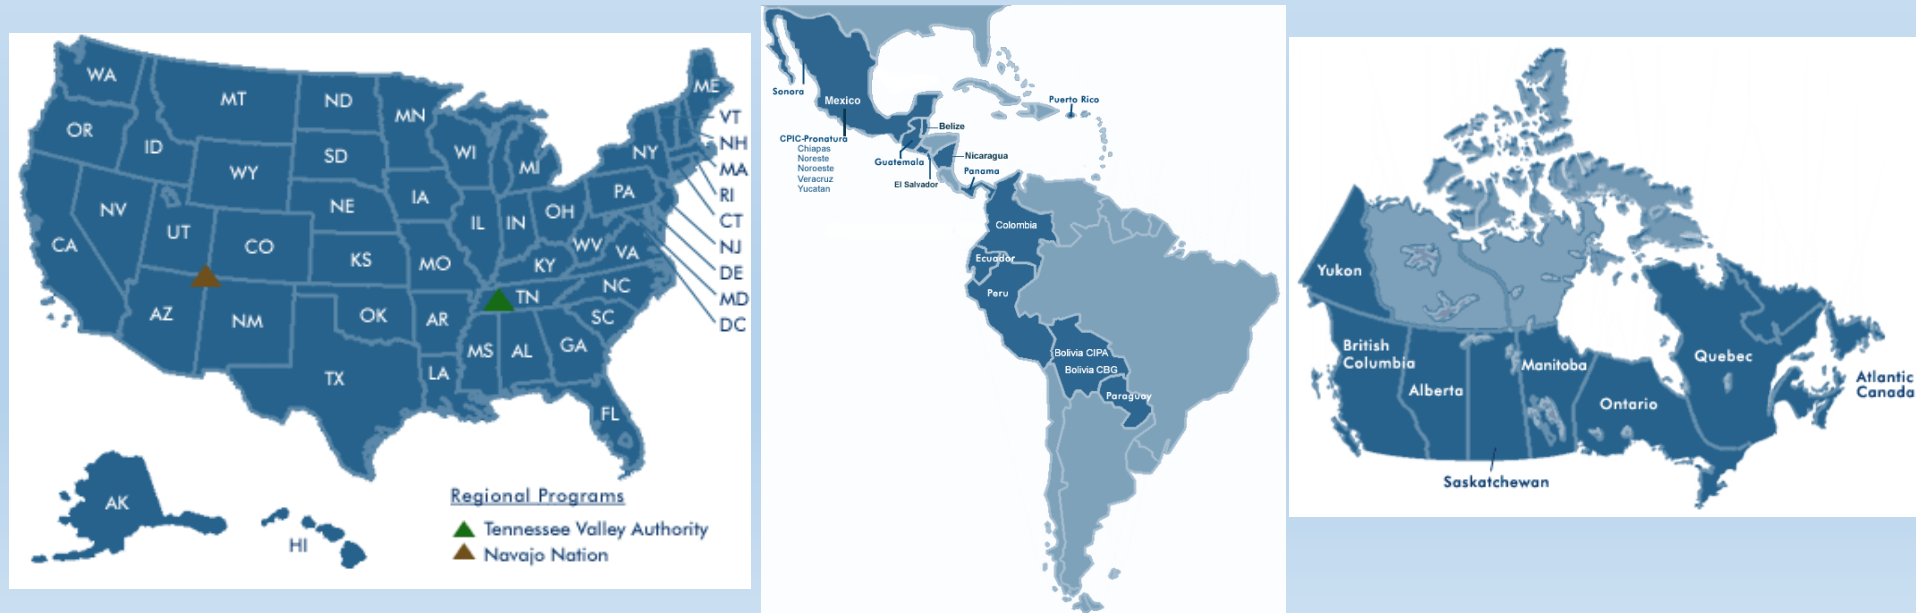 WA
MT
ND
MN
ME
VT
OR
ID
SD
WI
MI
NY
NH
WY
MA
NV
NE
IA
PA
RI
UT
CO
IL
IN
OH
CT
CA
KS
MO
WV
VA
NJ
KY
DE
AZ
NM
OK
AR
TN
NC
MD
SC
DC
TX
LA
MS
AL
GA
FL
AK
HI
Regional Programs
Tennessee Valley Authority
Navajo Nation
Sonora
Mexico
Puerto Rico
CPIC-Pronatura
Chiapas
Noreste
Noroeste
Veracruz
Yucatan
Belize
Guatemala
Nicaragua
El Salvador
Panama
Colombia
Ecuador
Peru
Bolivia CIPA
Bolivia CBG
Paraguay
Yukon
British
Columbia
Alberta
Manitoba
Ontario
Quebec
Atlantic
Canada
Saskatchewan